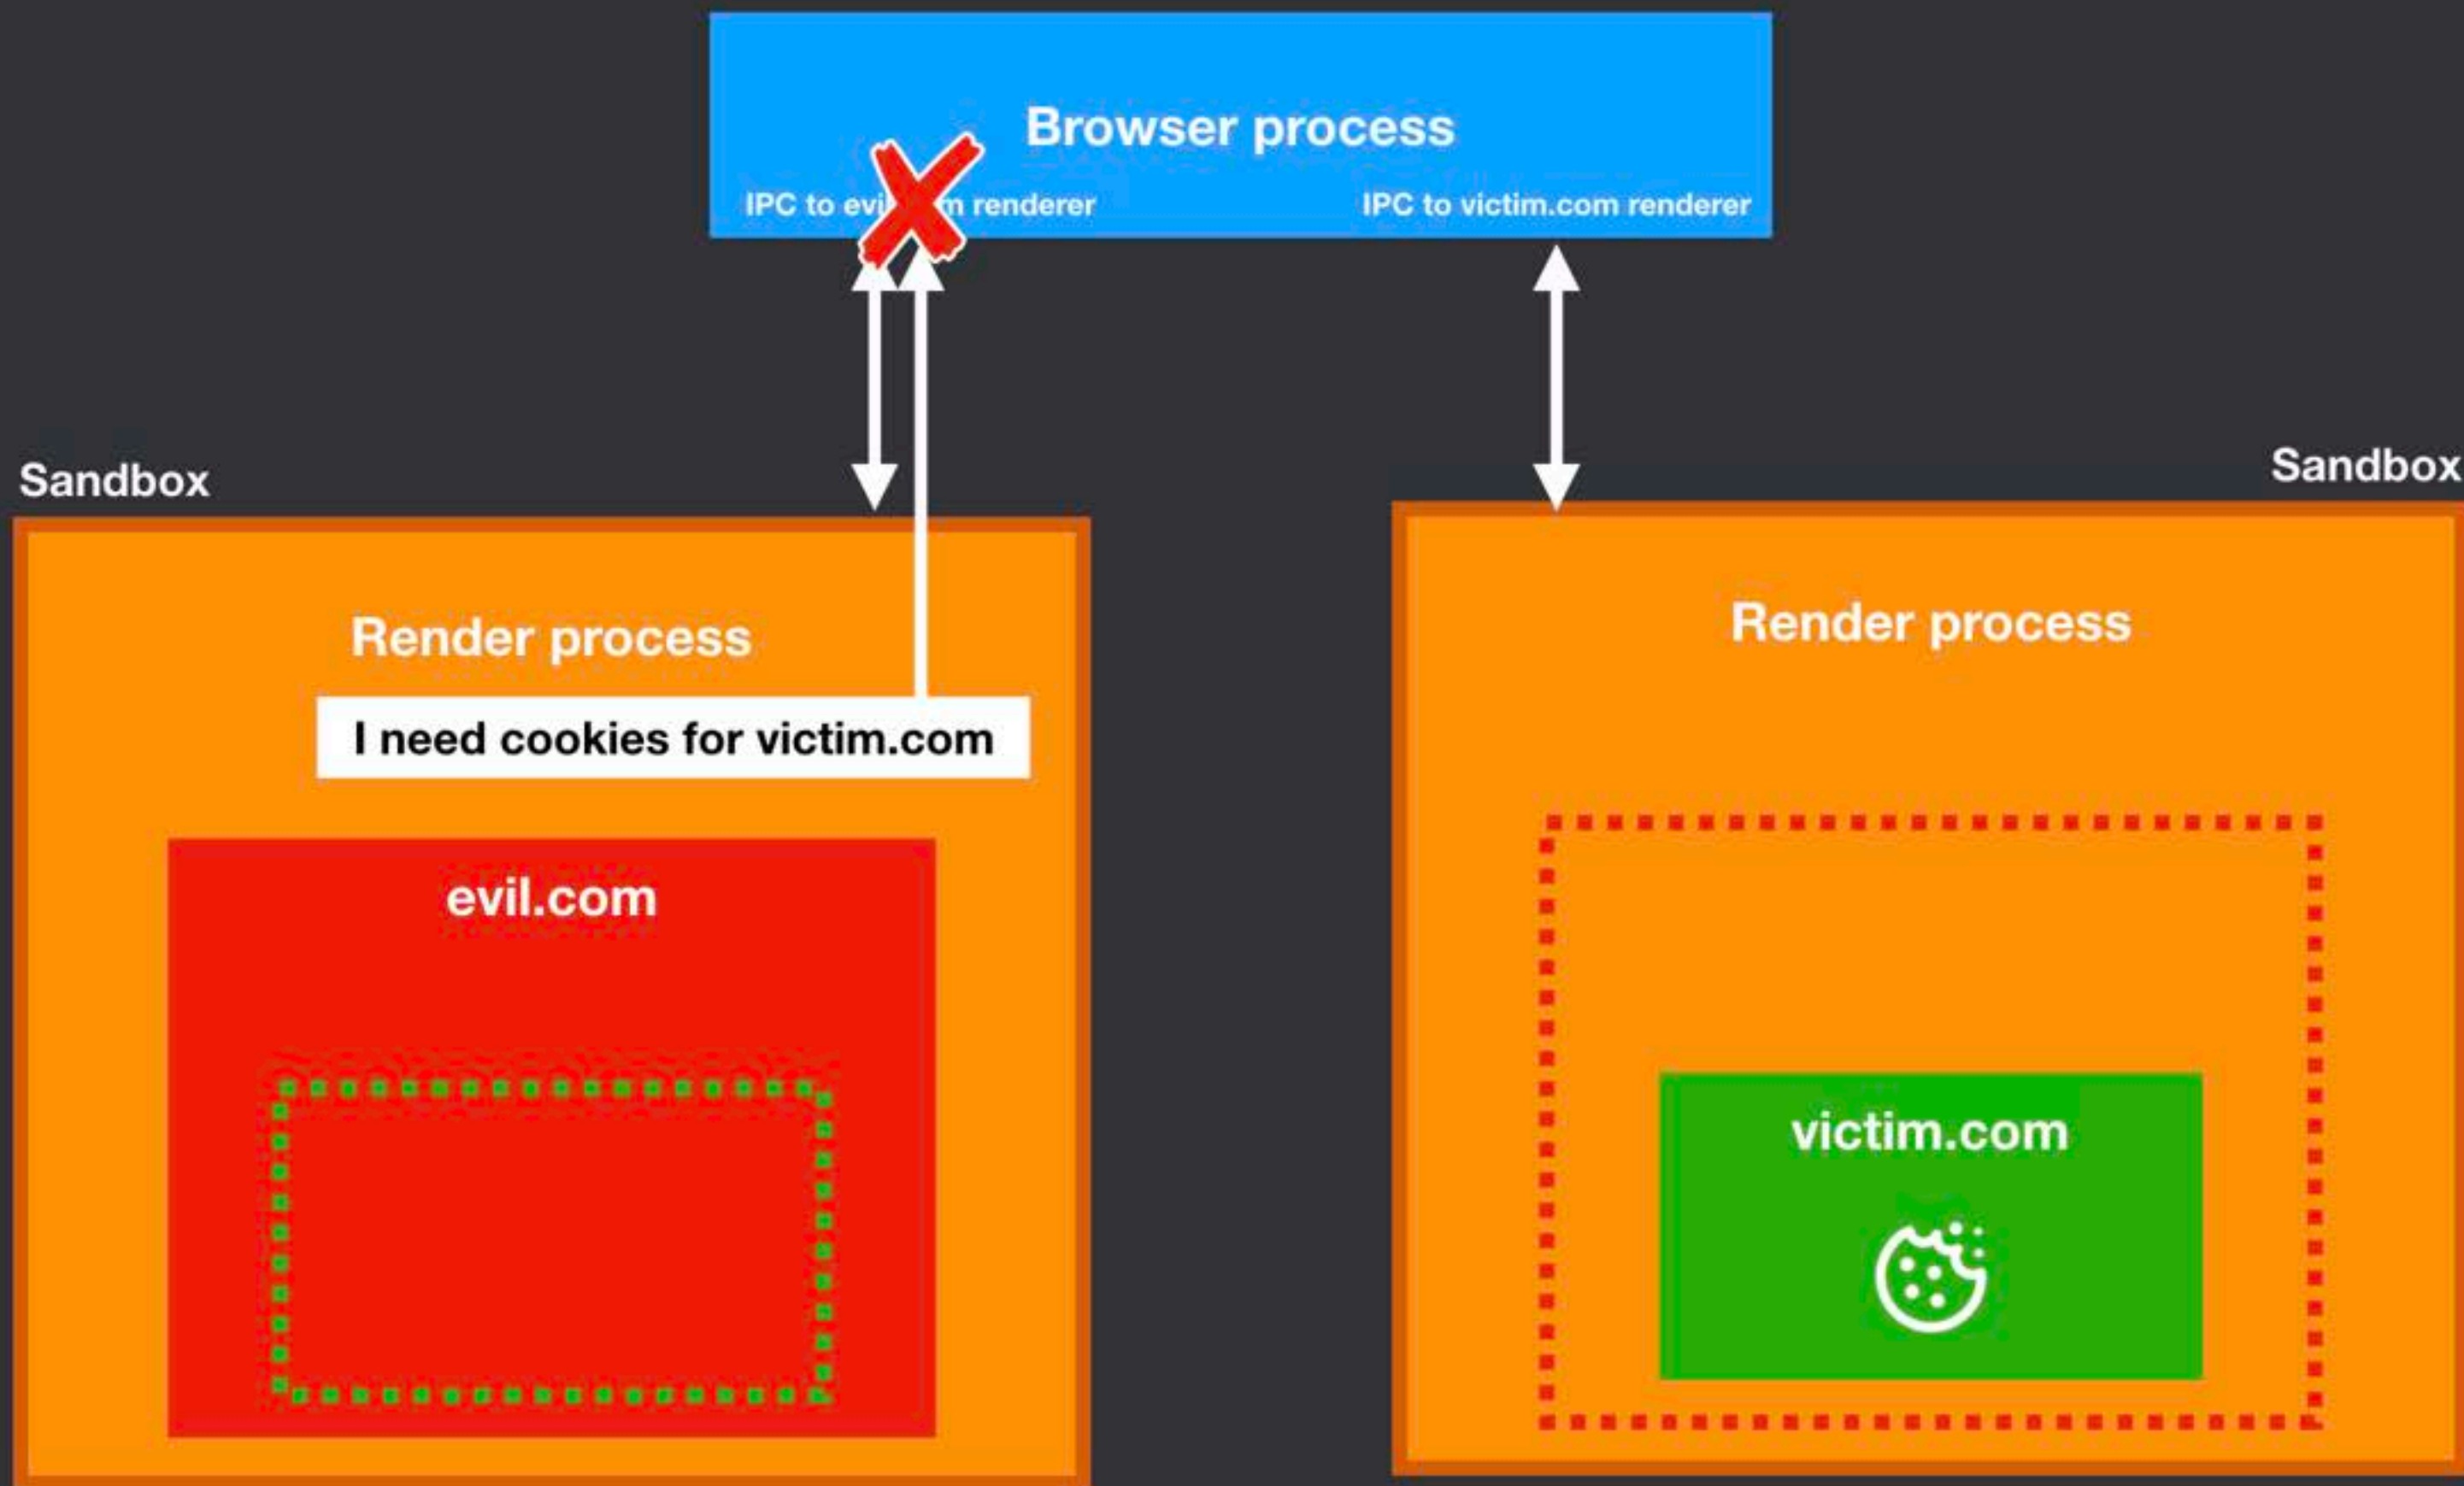 Browser process
IPC to evi m renderer
IPC to victim.com renderer
Sandbox
Sandbox
Render process
Render process
I need cookies for victim.com
evil.com
victim.com